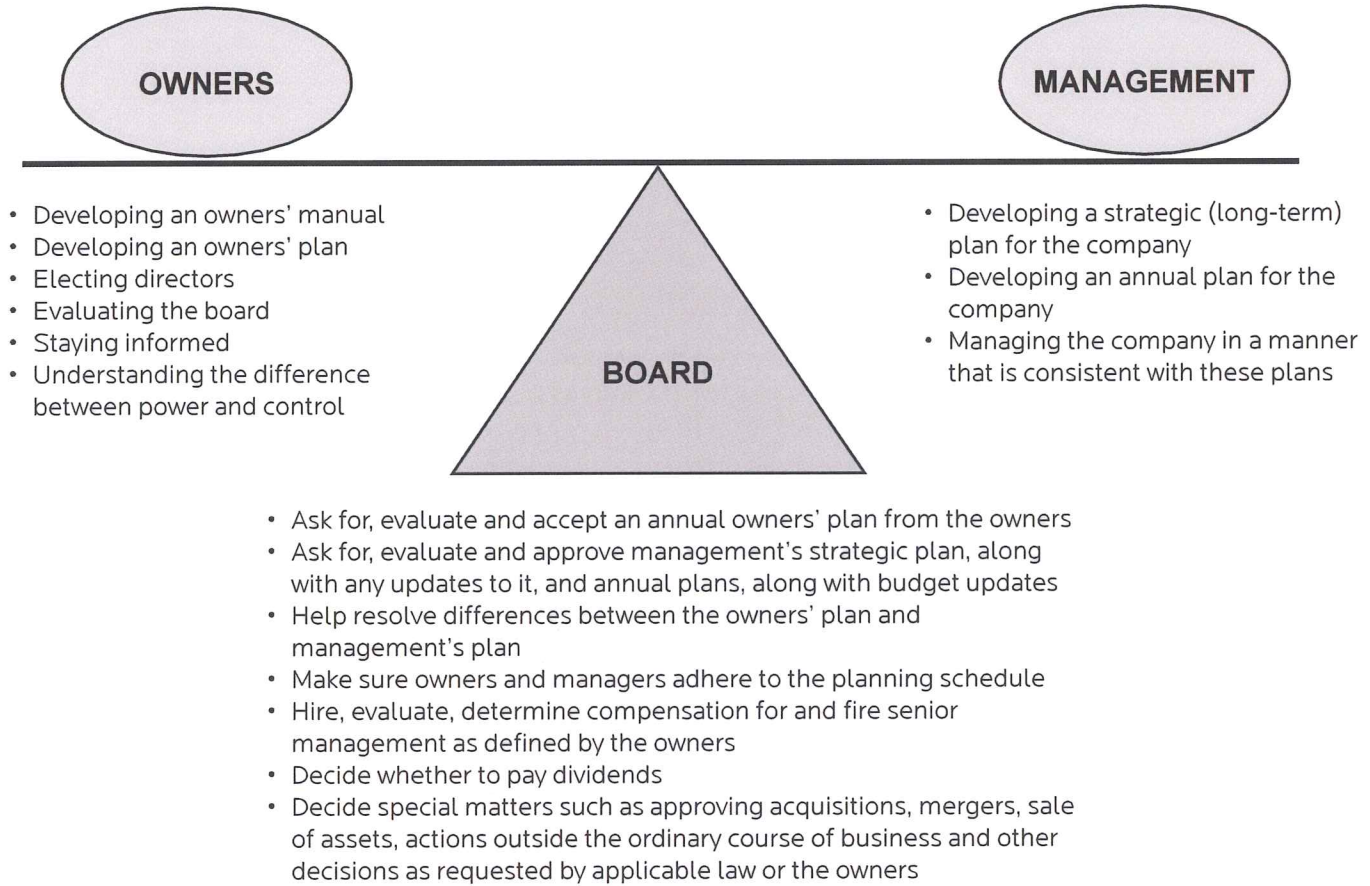 OWNERS
MANAGEMENT
• Developing an owners' manual
• Developing an owners' plan
• Electing directors
• Evaluating the board
• Staying informed
• Understanding the difference
between power and control
BOARD
• Developing a strategic (long-term)
plan for the company
• Developing an annual plan for the
company
• Managing the company in a manner
that is consistent with these plans
• Ask for, evaluate and accept an annual owners' plan from the owners
• Ask for, evaluate and approve management's strategic plan, along
with any updates to it, and annual plans, along with budget updates
• Help resolve differences between the owners' plan and
management's plan
• Make sure owners and managers adhere to the planning schedule
• Hire, evaluate, determine compensation for and fire senior
management as defined by the owners
• Decide whether to pay dividends
• Decide special matters such as approving acquisitions, mergers, sale
of assets, actions outside the ordinary course of business and other
decisions as requested by applicable law or the owners